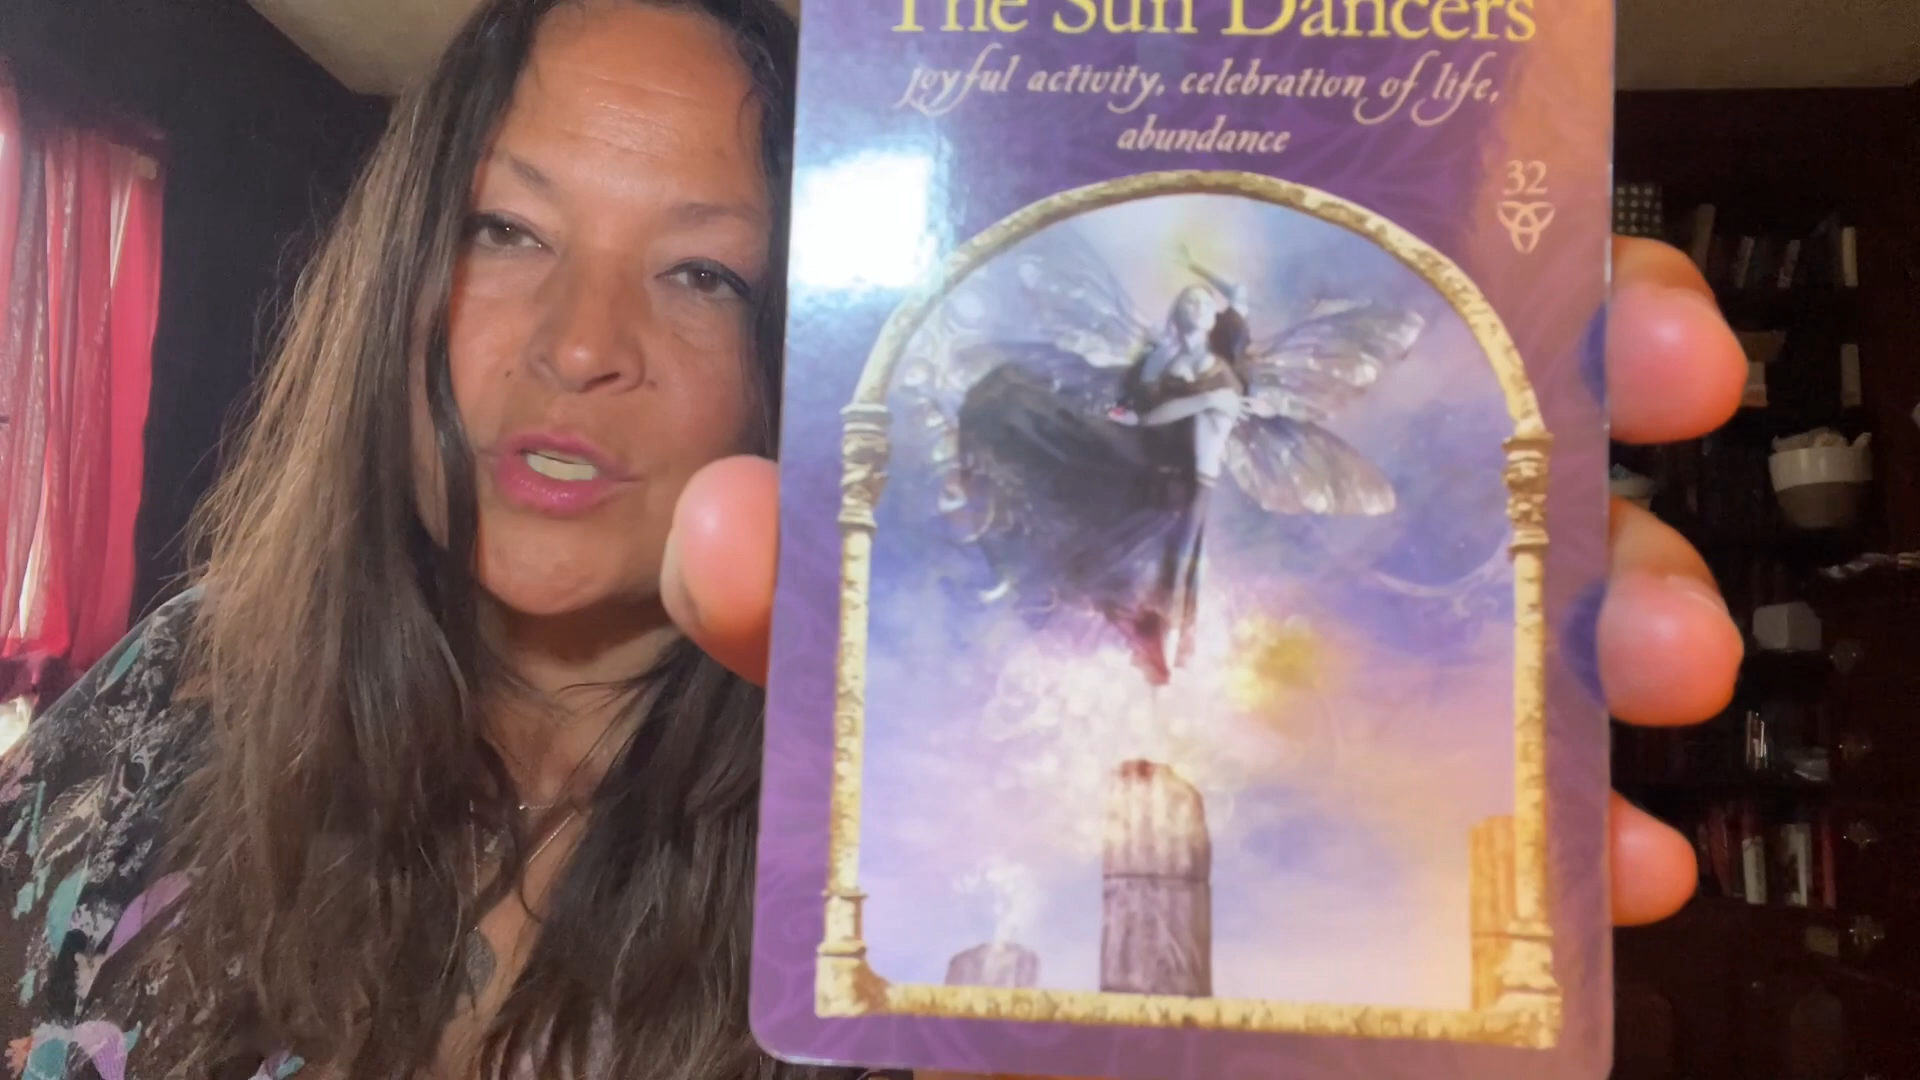 The Sun Dancers
joyful activity, celebration of life,
abundance
32